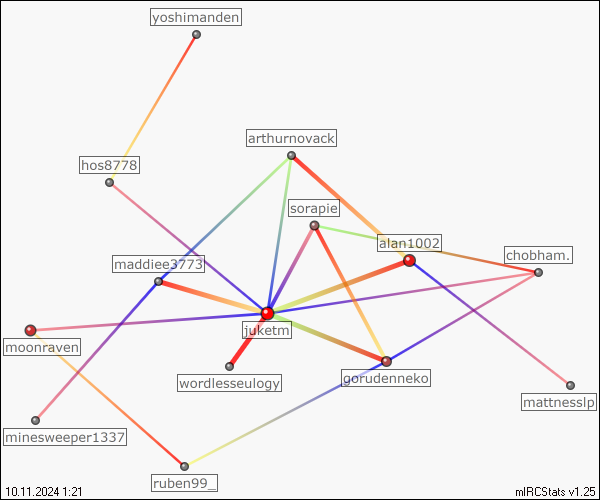 yoshimanden
arthurnovack
hos8778
sorapie
alan1002
chobham.
maddiee3773
juketm
moonraven
gorudenneko
wordlesseulogy
mattnesslp
minesweeper1337
ruben99_
10.11.2024 1:21
mIRCStats v1.25